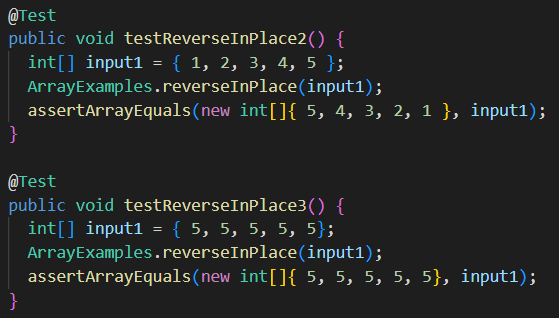 @Test
public void testReverseInPlace2() {
  int[] input1 = { 1, 2, 3, 4, 5 };
  ArrayExamples.reverseInPlace(input1);
  assertArrayEquals(new int[]{ 5, 4, 3, 2, 1 }, input1);
}

@Test
public void testReverseInPlace3() {
  int[] input1 = { 5, 5, 5, 5, 5};
  ArrayExamples.reverseInPlace(input1);
  assertArrayEquals(new int[]{ 5, 5, 5, 5, 5}, input1);
}